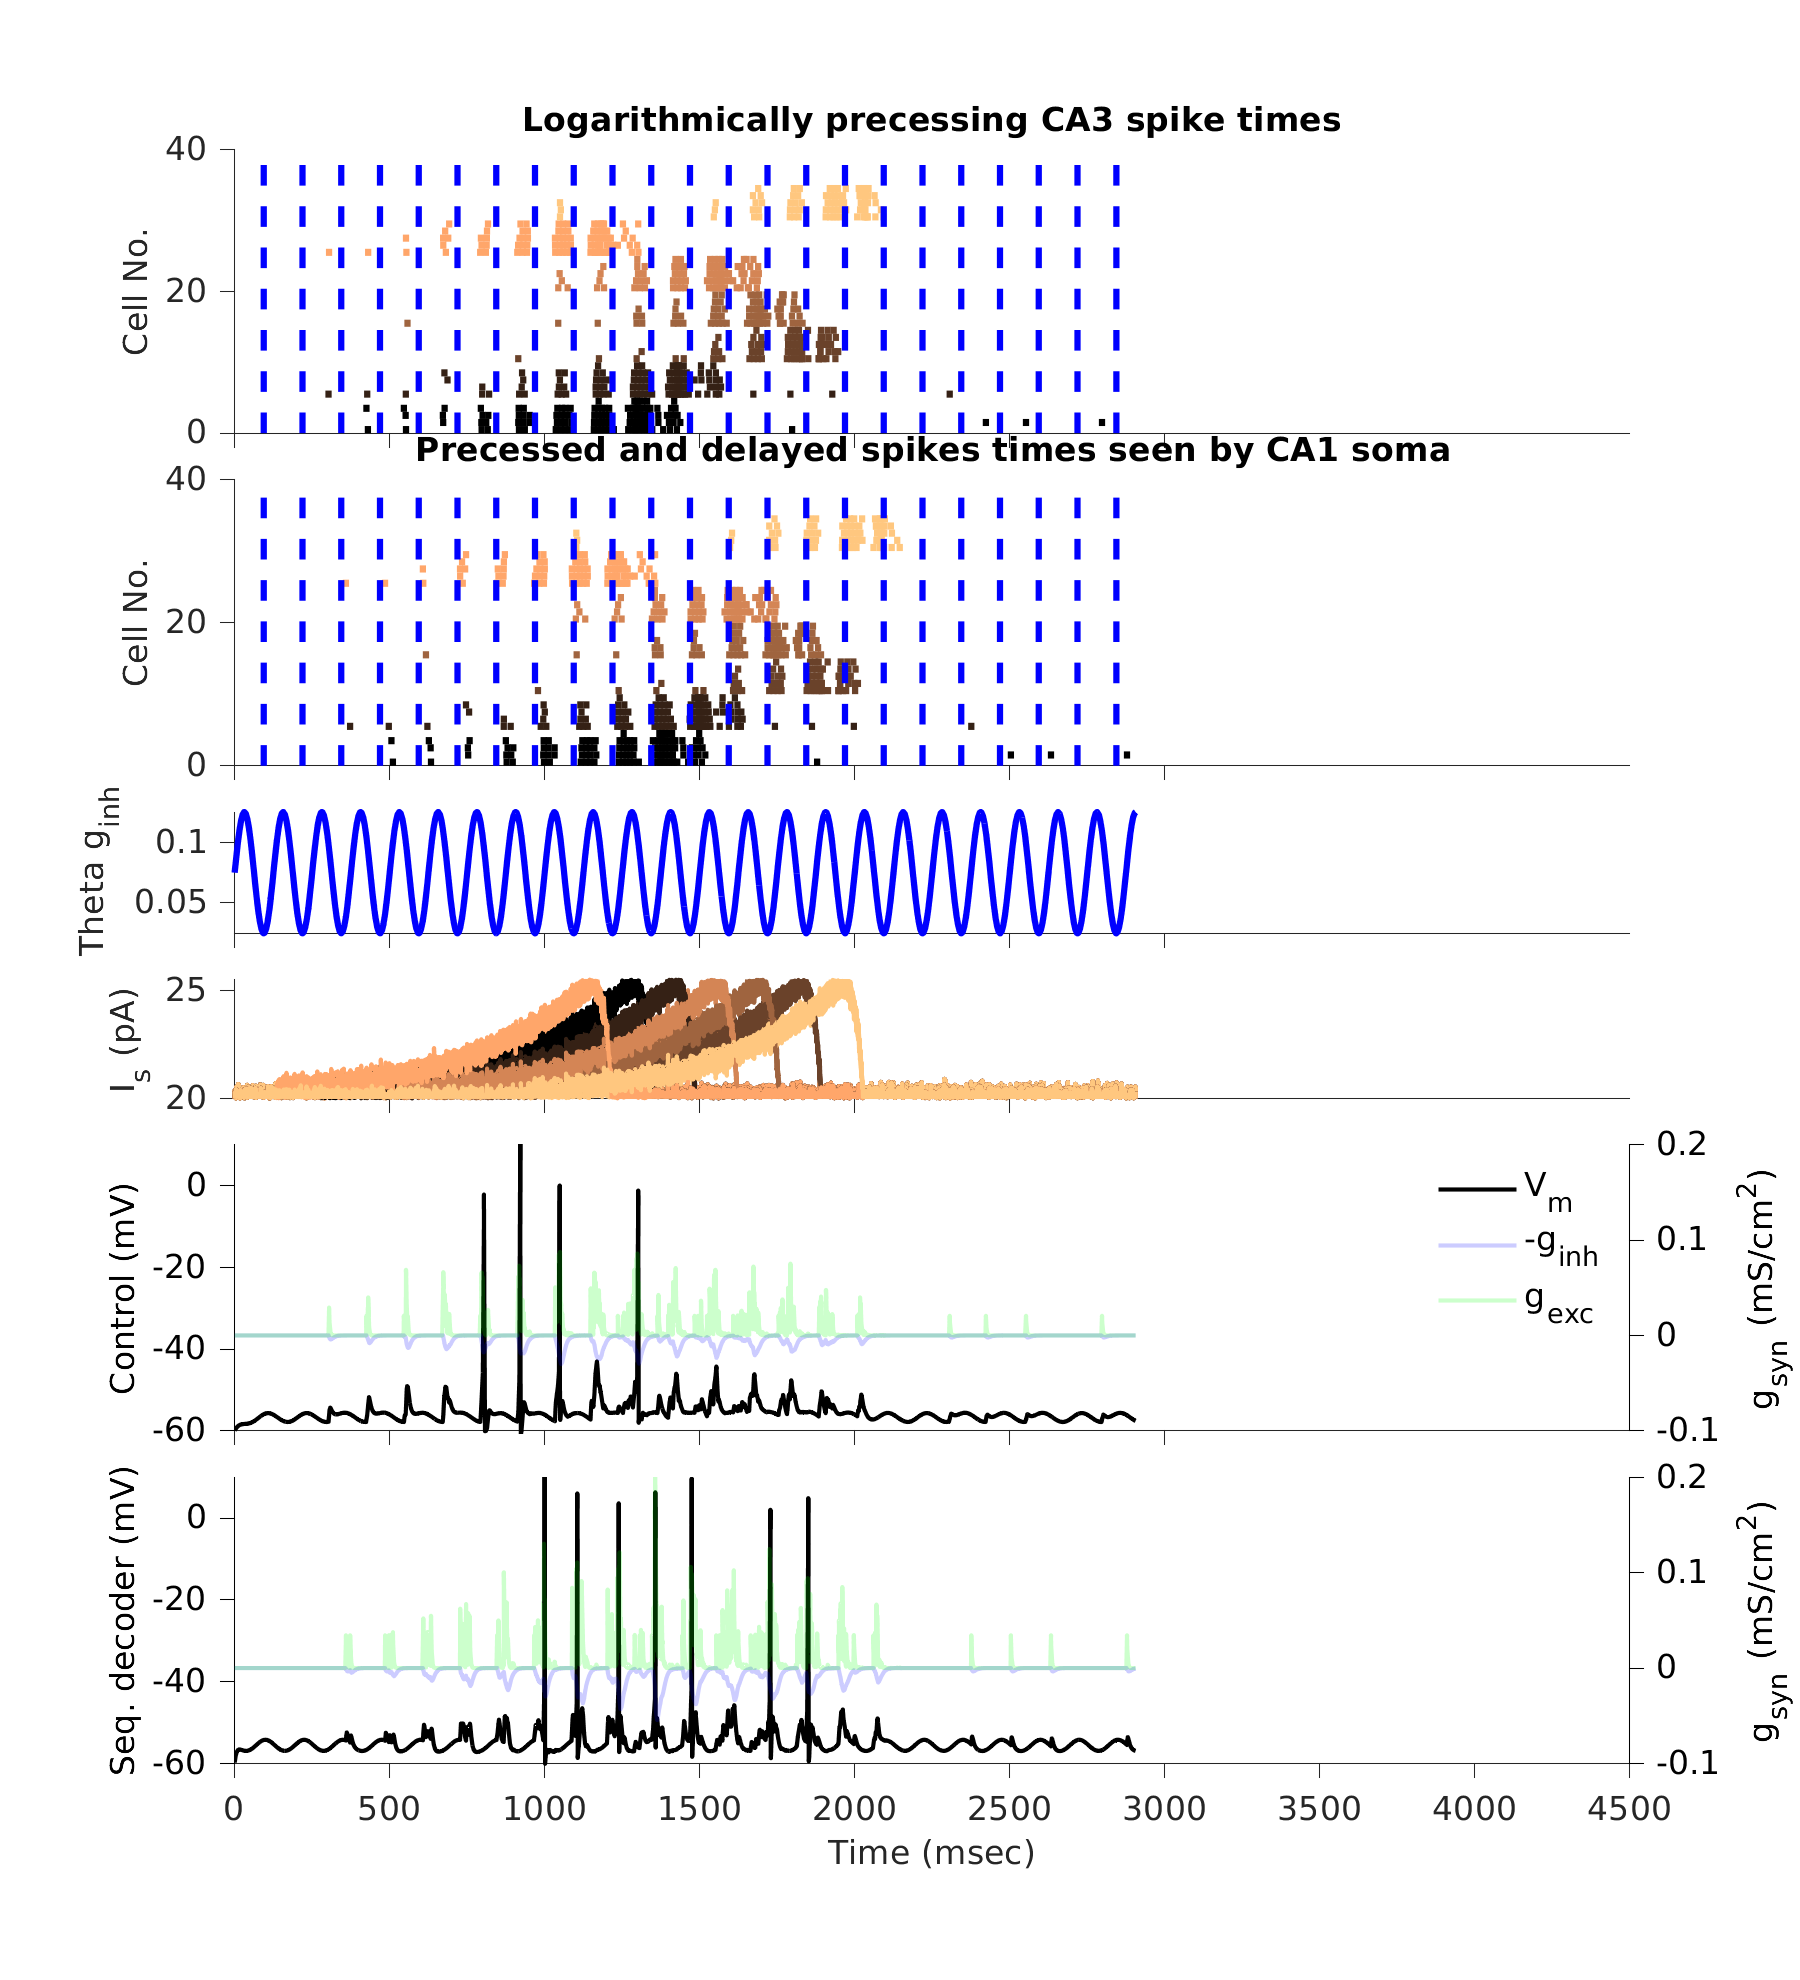 Logarithmically precessing CA3 spike times
40
20
0
Cell No.
Precessed and delayed spikes times seen by CA1 soma
40
20
0
Cell No.
0.1
0.05
Theta g_inh
25
20
I_s (pA)
0
-20
-40
-60
Control (mV)
V_m
-g_inh
g_exc
0.2
0.1
0
-0.1
g_syn (mS/cm²)
0
-20
-40
-60
Seq. decoder (mV)
0.2
0.1
0
-0.1
g_syn (mS/cm²)
0 500 1000 1500 2000 2500 3000 3500 4000 4500
Time (msec)